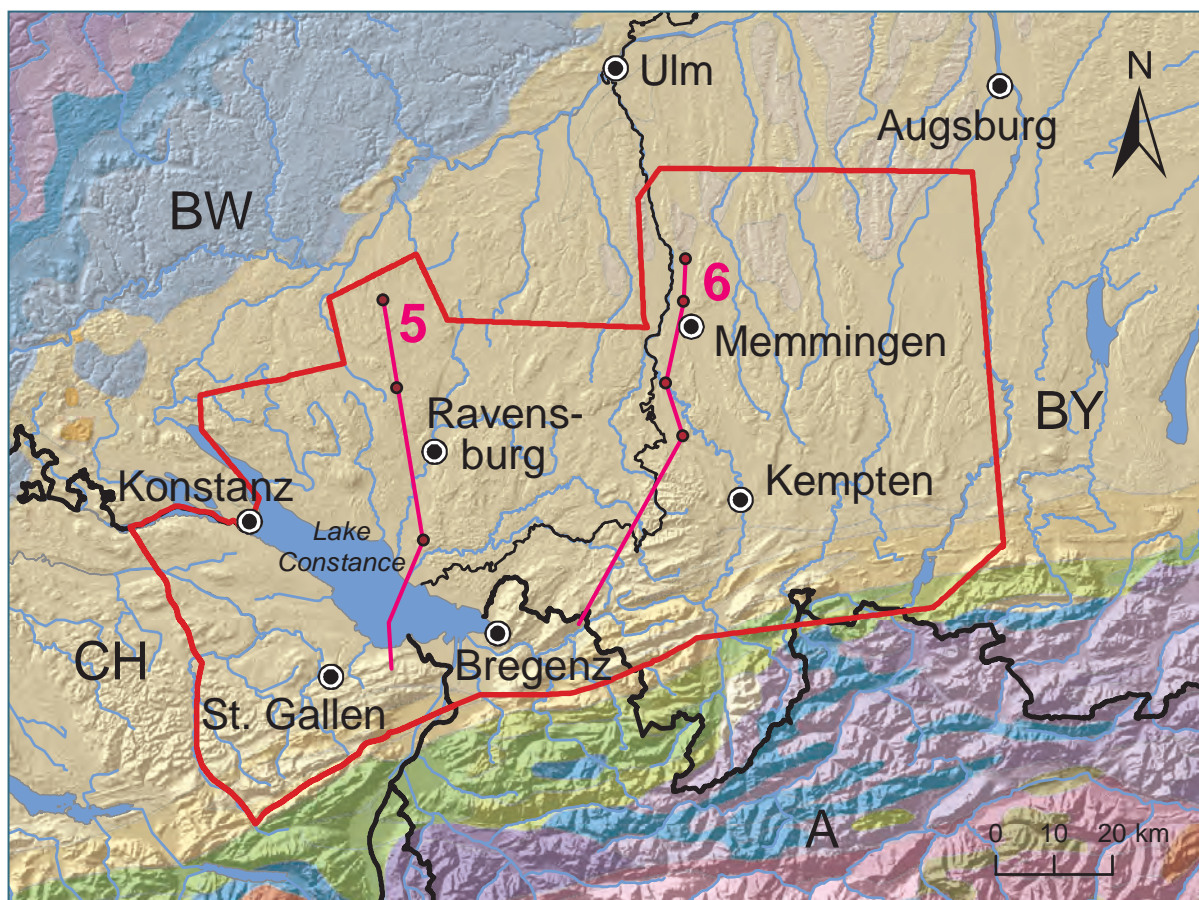 Ulm
N
Augsburg
BW
5
6
Memmingen
Ravens-
burg
BY
Konstanz
Kempten
Lake
Constance
CH
Bregenz
St. Gallen
A
0 10 20 km